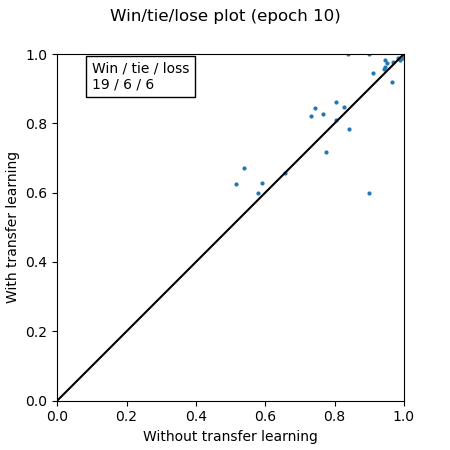 Win/tie/lose plot (epoch 10)
Win / tie / loss
19 / 6 / 6
With transfer learning
1.0
0.8
0.6
0.4
0.2
0.0
0.0 0.2 0.4 0.6 0.8 1.0
Without transfer learning